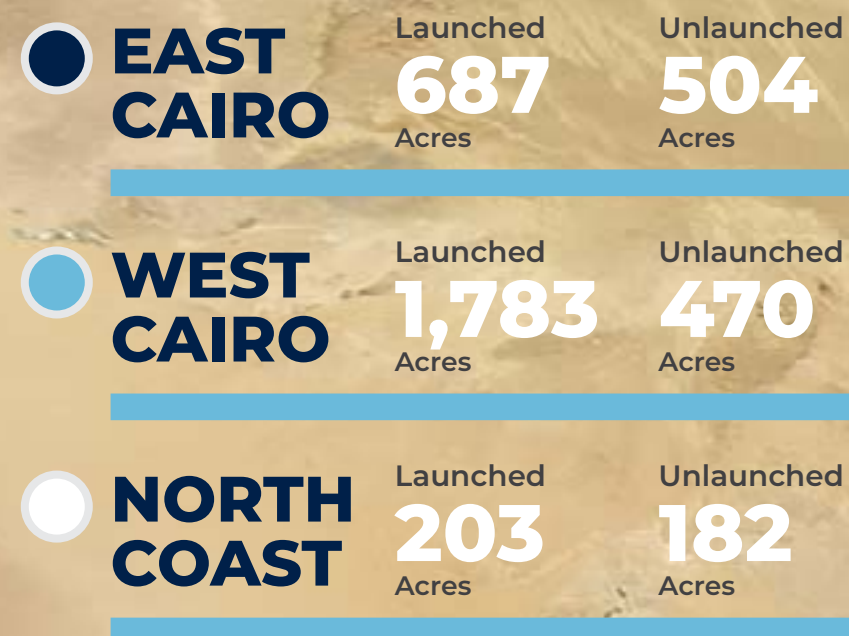 EAST
CAIRO
Launched
687
Acres
Unlaunched
504
Acres
WEST
CAIRO
Launched
1,783
Acres
Unlaunched
470
Acres
NORTH
COAST
Launched
203
Acres
Unlaunched
182
Acres